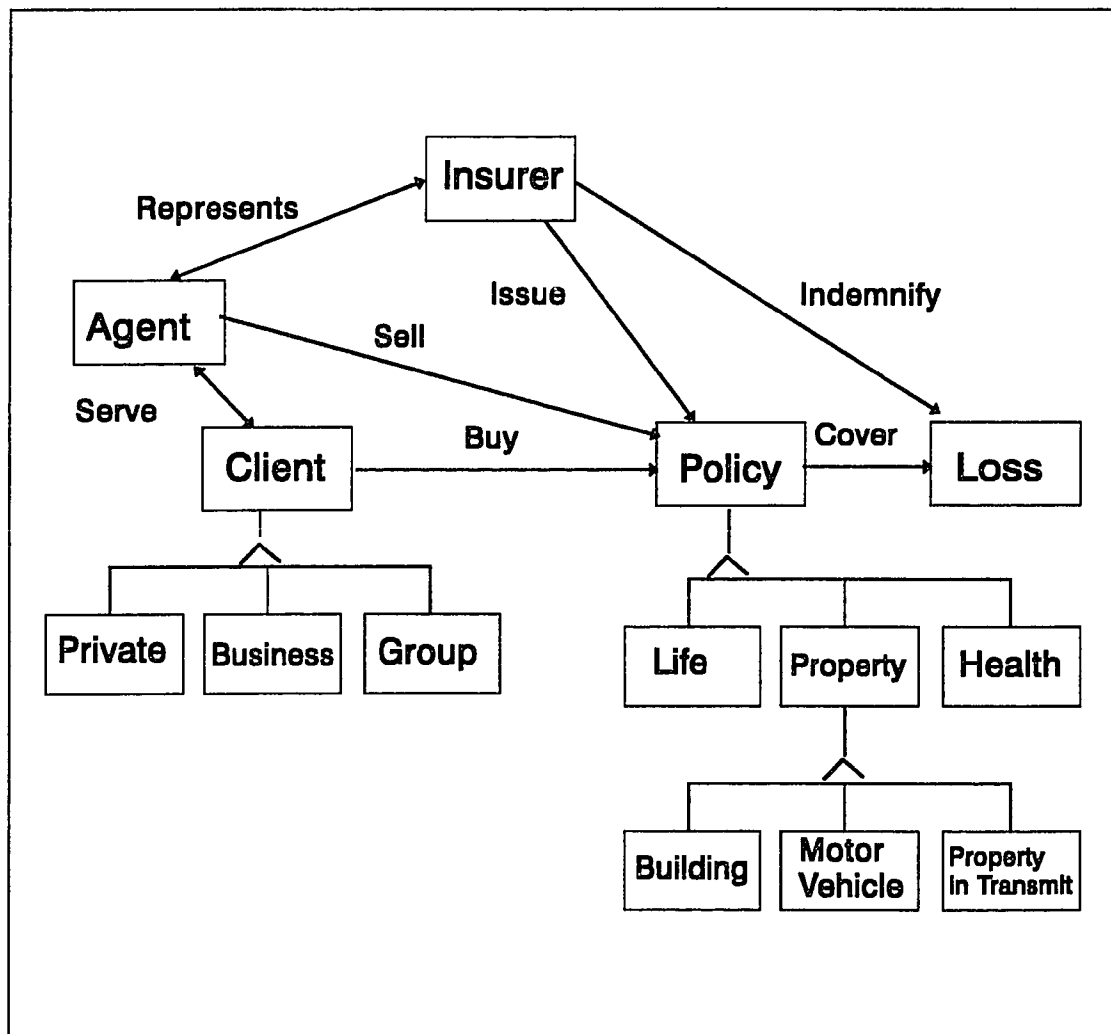 Insurer
Represents
Issue
Indemnify
Agent
Sell
Serve
Buy
Cover
Client
Policy
Loss
Private
Business
Group
Life
Property
Health
Building
Motor
Vehicle
Property
in Transmit